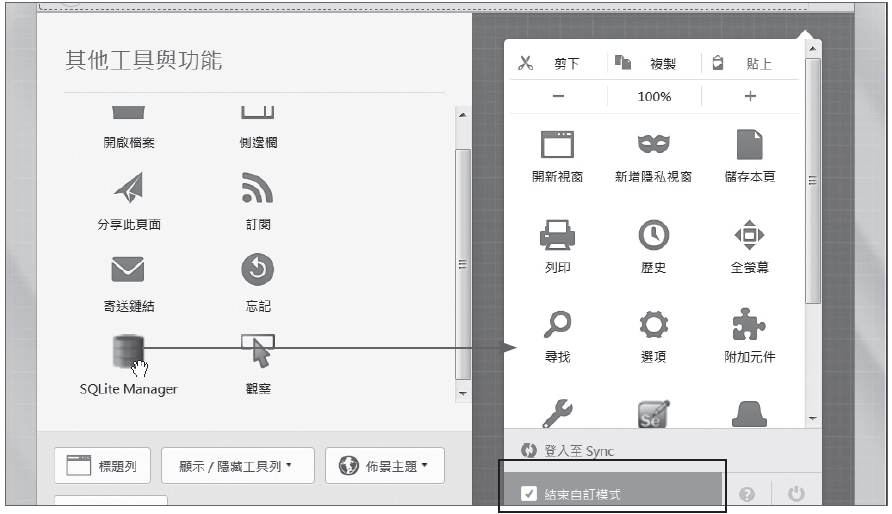 其他工具與功能
開啟檔案 側邊欄
分享此頁面 訂閱
寄送鏈結 忘記
SQLite Manager 觀察
標題列 顯示 / 隱藏工具列 佈景主題
剪下 複製 貼上
− 100% +
開新視窗 新增隱私視窗 儲存本頁
列印 歷史 全螢幕
尋找 選項 附加元件
Se
登入至 Sync
結束自訂模式 ?